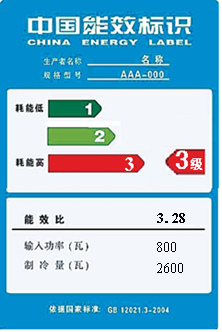 中国能效标识
CHINA ENERGY LABEL
生产者名称 名 称
规格型号 AAA-000
耗能低 1
2
耗能高 3 3级
能 效 比 3.28
输入功率（瓦） 800
制 冷 量（瓦） 2600
依据国家标准: GB 12021.3-2004